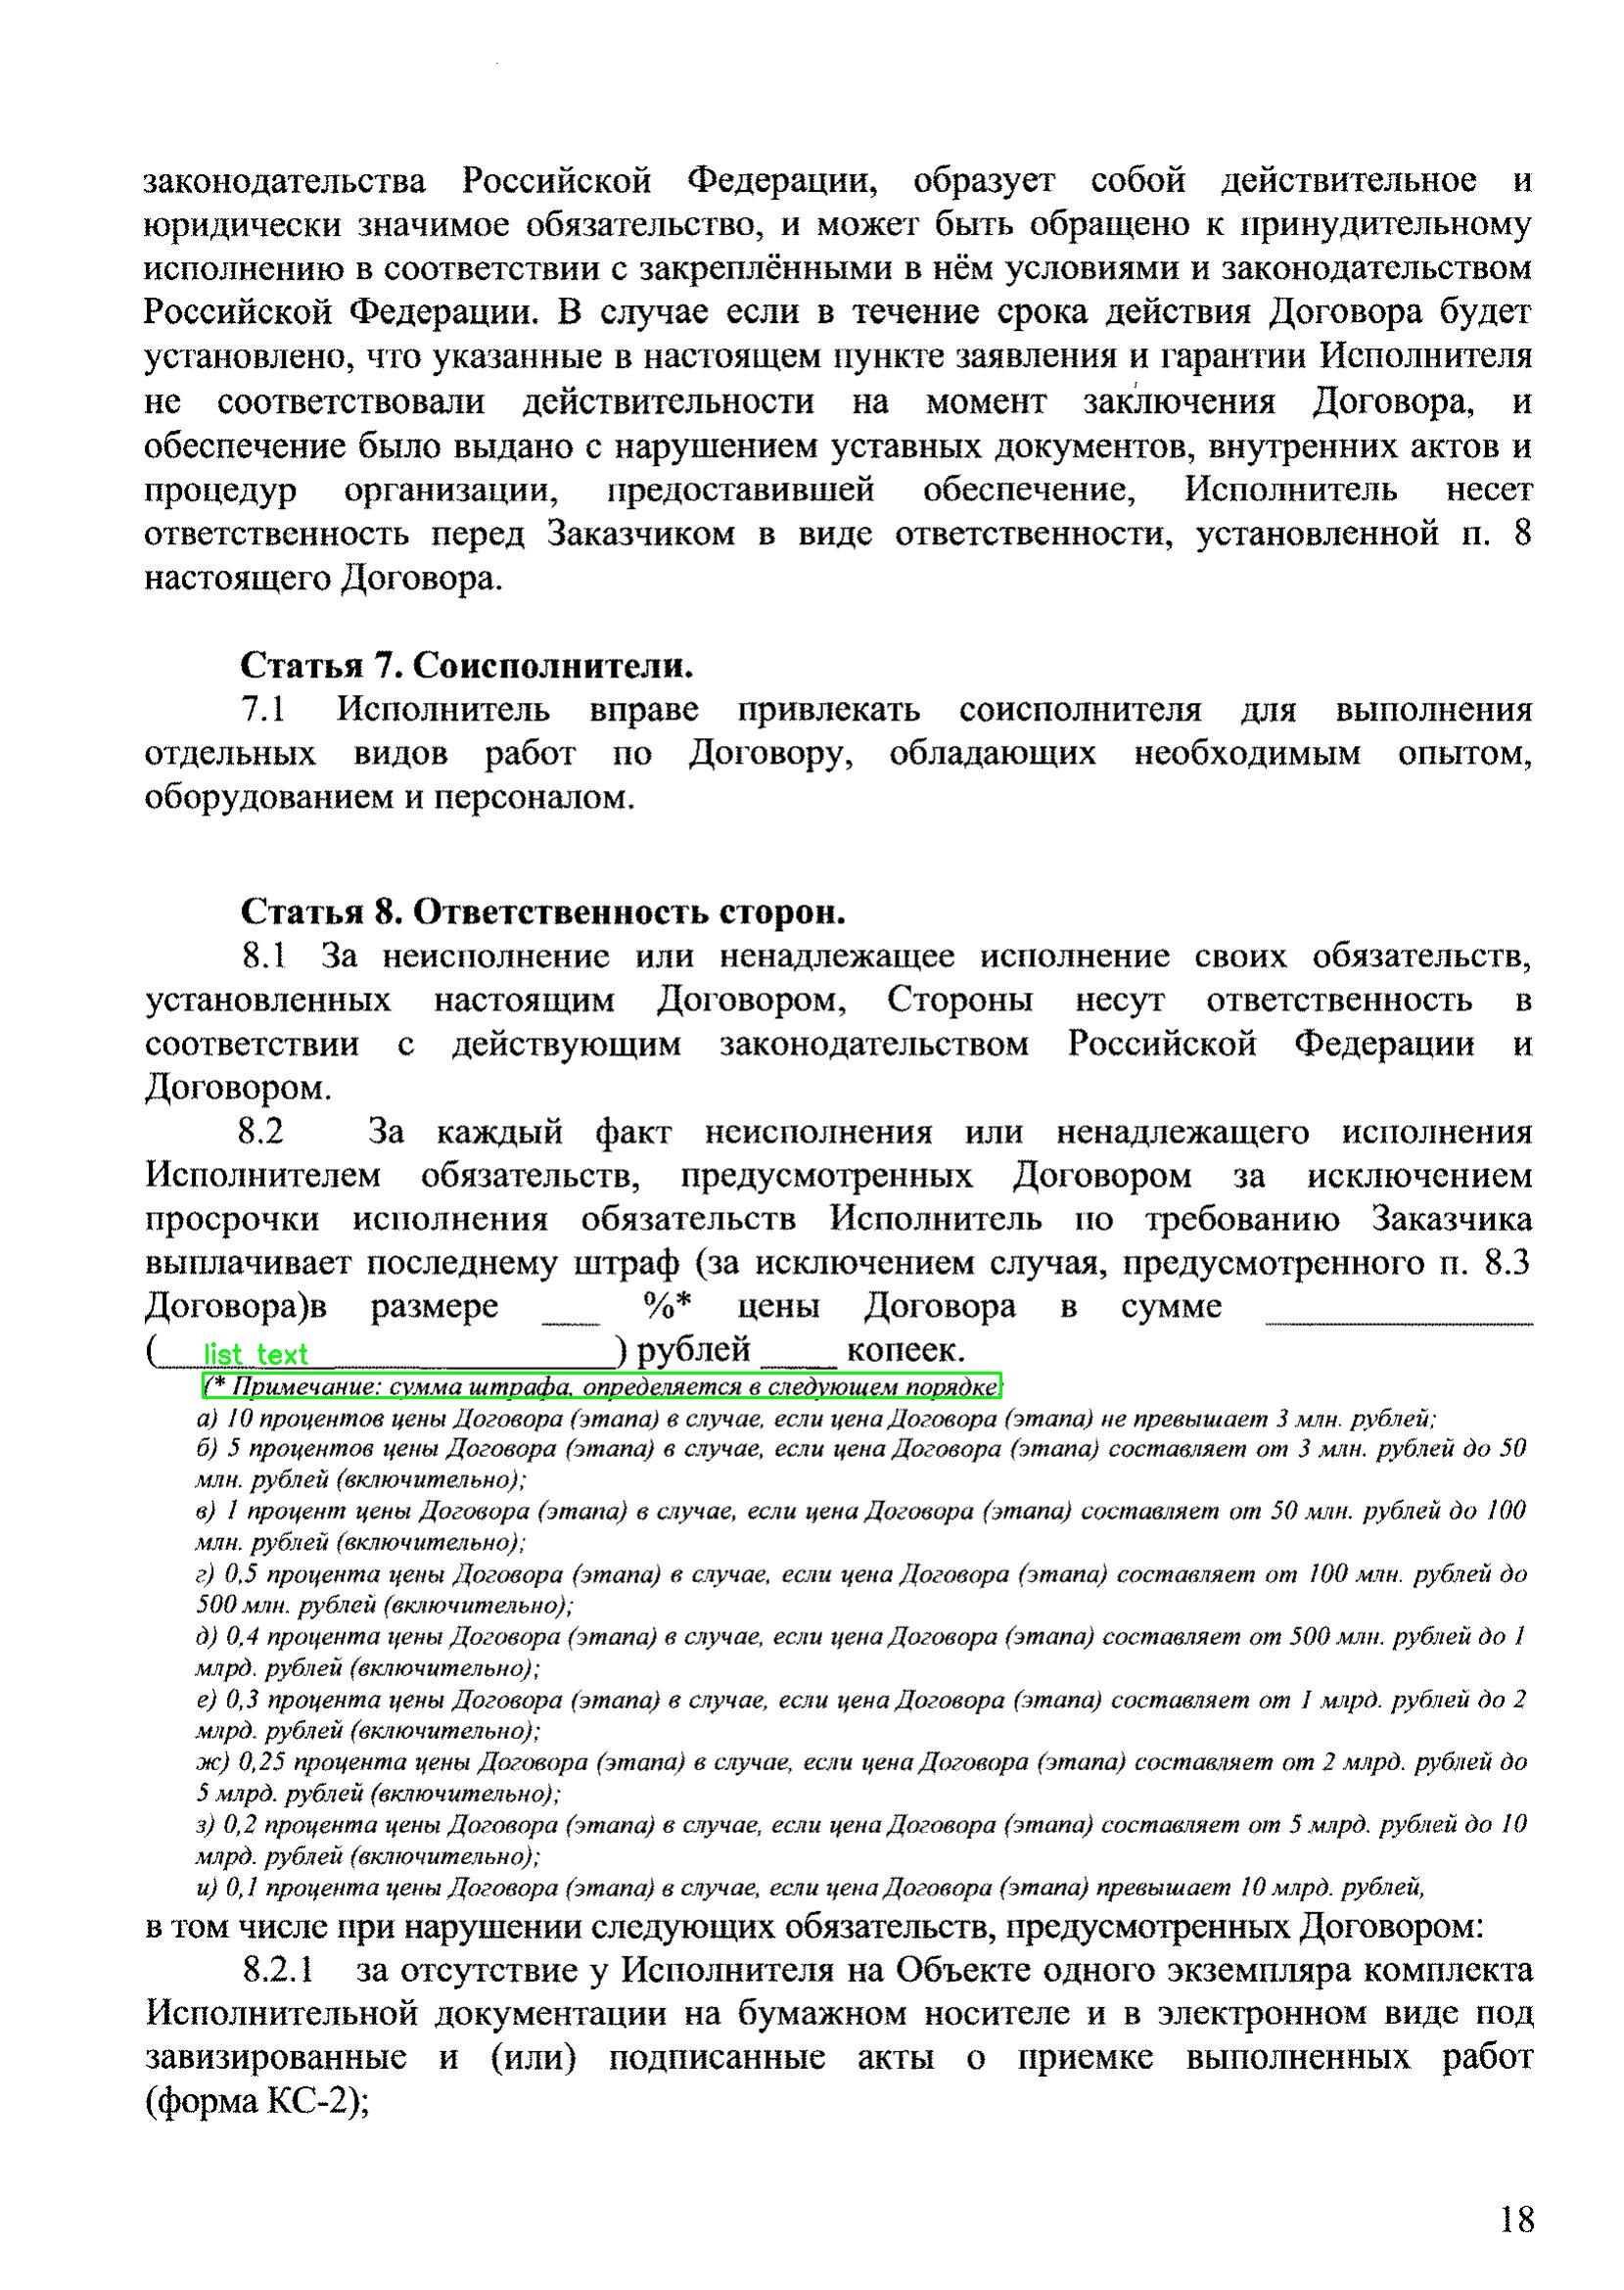 законодательства Российской Федерации, образует собой действительное и
юридически значимое обязательство, и может быть обращено к принудительному
исполнению в соответствии с закреплёнными в нём условиями и законодательством
Российской Федерации. В случае если в течение срока действия Договора будет
установлено, что указанные в настоящем пункте заявления и гарантии Исполнителя
не соответствовали действительности на момент заключения Договора, и
обеспечение было выдано с нарушением уставных документов, внутренних актов и
процедур организации, предоставившей обеспечение, Исполнитель несет
ответственность перед Заказчиком в виде ответственности, установленной п. 8
настоящего Договора.
Статья 7. Соисполнители.
7.1 Исполнитель вправе привлекать соисполнителя для выполнения
отдельных видов работ по Договору, обладающих необходимым опытом,
оборудованием и персоналом.
Статья 8. Ответственность сторон.
8.1 За неисполнение или ненадлежащее исполнение своих обязательств,
установленных настоящим Договором, Стороны несут ответственность в
соответствии с действующим законодательством Российской Федерации и
Договором.
8.2 За каждый факт неисполнения или ненадлежащего исполнения
Исполнителем обязательств, предусмотренных Договором за исключением
просрочки исполнения обязательств Исполнитель по требованию Заказчика
выплачивает последнему штраф (за исключением случая, предусмотренного п. 8.3
Договора)в размере ___ %* цены Договора в сумме ______________
(__list_text________________) рублей ____ копеек.
(* Примечание: сумма штрафа, определяется в следующем порядке:
а) 10 процентов цены Договора (этапа) в случае, если цена Договора (этапа) не превышает 3 млн. рублей;
б) 5 процентов цены Договора (этапа) в случае, если цена Договора (этапа) составляет от 3 млн. рублей до 50
млн. рублей (включительно);
в) 1 процент цены Договора (этапа) в случае, если цена Договора (этапа) составляет от 50 млн. рублей до 100
млн. рублей (включительно);
г) 0,5 процента цены Договора (этапа) в случае, если цена Договора (этапа) составляет от 100 млн. рублей до
500 млн. рублей (включительно);
д) 0,4 процента цены Договора (этапа) в случае, если цена Договора (этапа) составляет от 500 млн. рублей до 1
млрд. рублей (включительно);
е) 0,3 процента цены Договора (этапа) в случае, если цена Договора (этапа) составляет от 1 млрд. рублей до 2
млрд. рублей (включительно);
ж) 0,25 процента цены Договора (этапа) в случае, если цена Договора (этапа) составляет от 2 млрд. рублей до
5 млрд. рублей (включительно);
з) 0,2 процента цены Договора (этапа) в случае, если цена Договора (этапа) составляет от 5 млрд. рублей до 10
млрд. рублей (включительно);
и) 0,1 процента цены Договора (этапа) в случае, если цена Договора (этапа) превышает 10 млрд. рублей,
в том числе при нарушении следующих обязательств, предусмотренных Договором:
8.2.1 за отсутствие у Исполнителя на Объекте одного экземпляра комплекта
Исполнительной документации на бумажном носителе и в электронном виде под
завизированные и (или) подписанные акты о приемке выполненных работ
(форма КС-2);
18